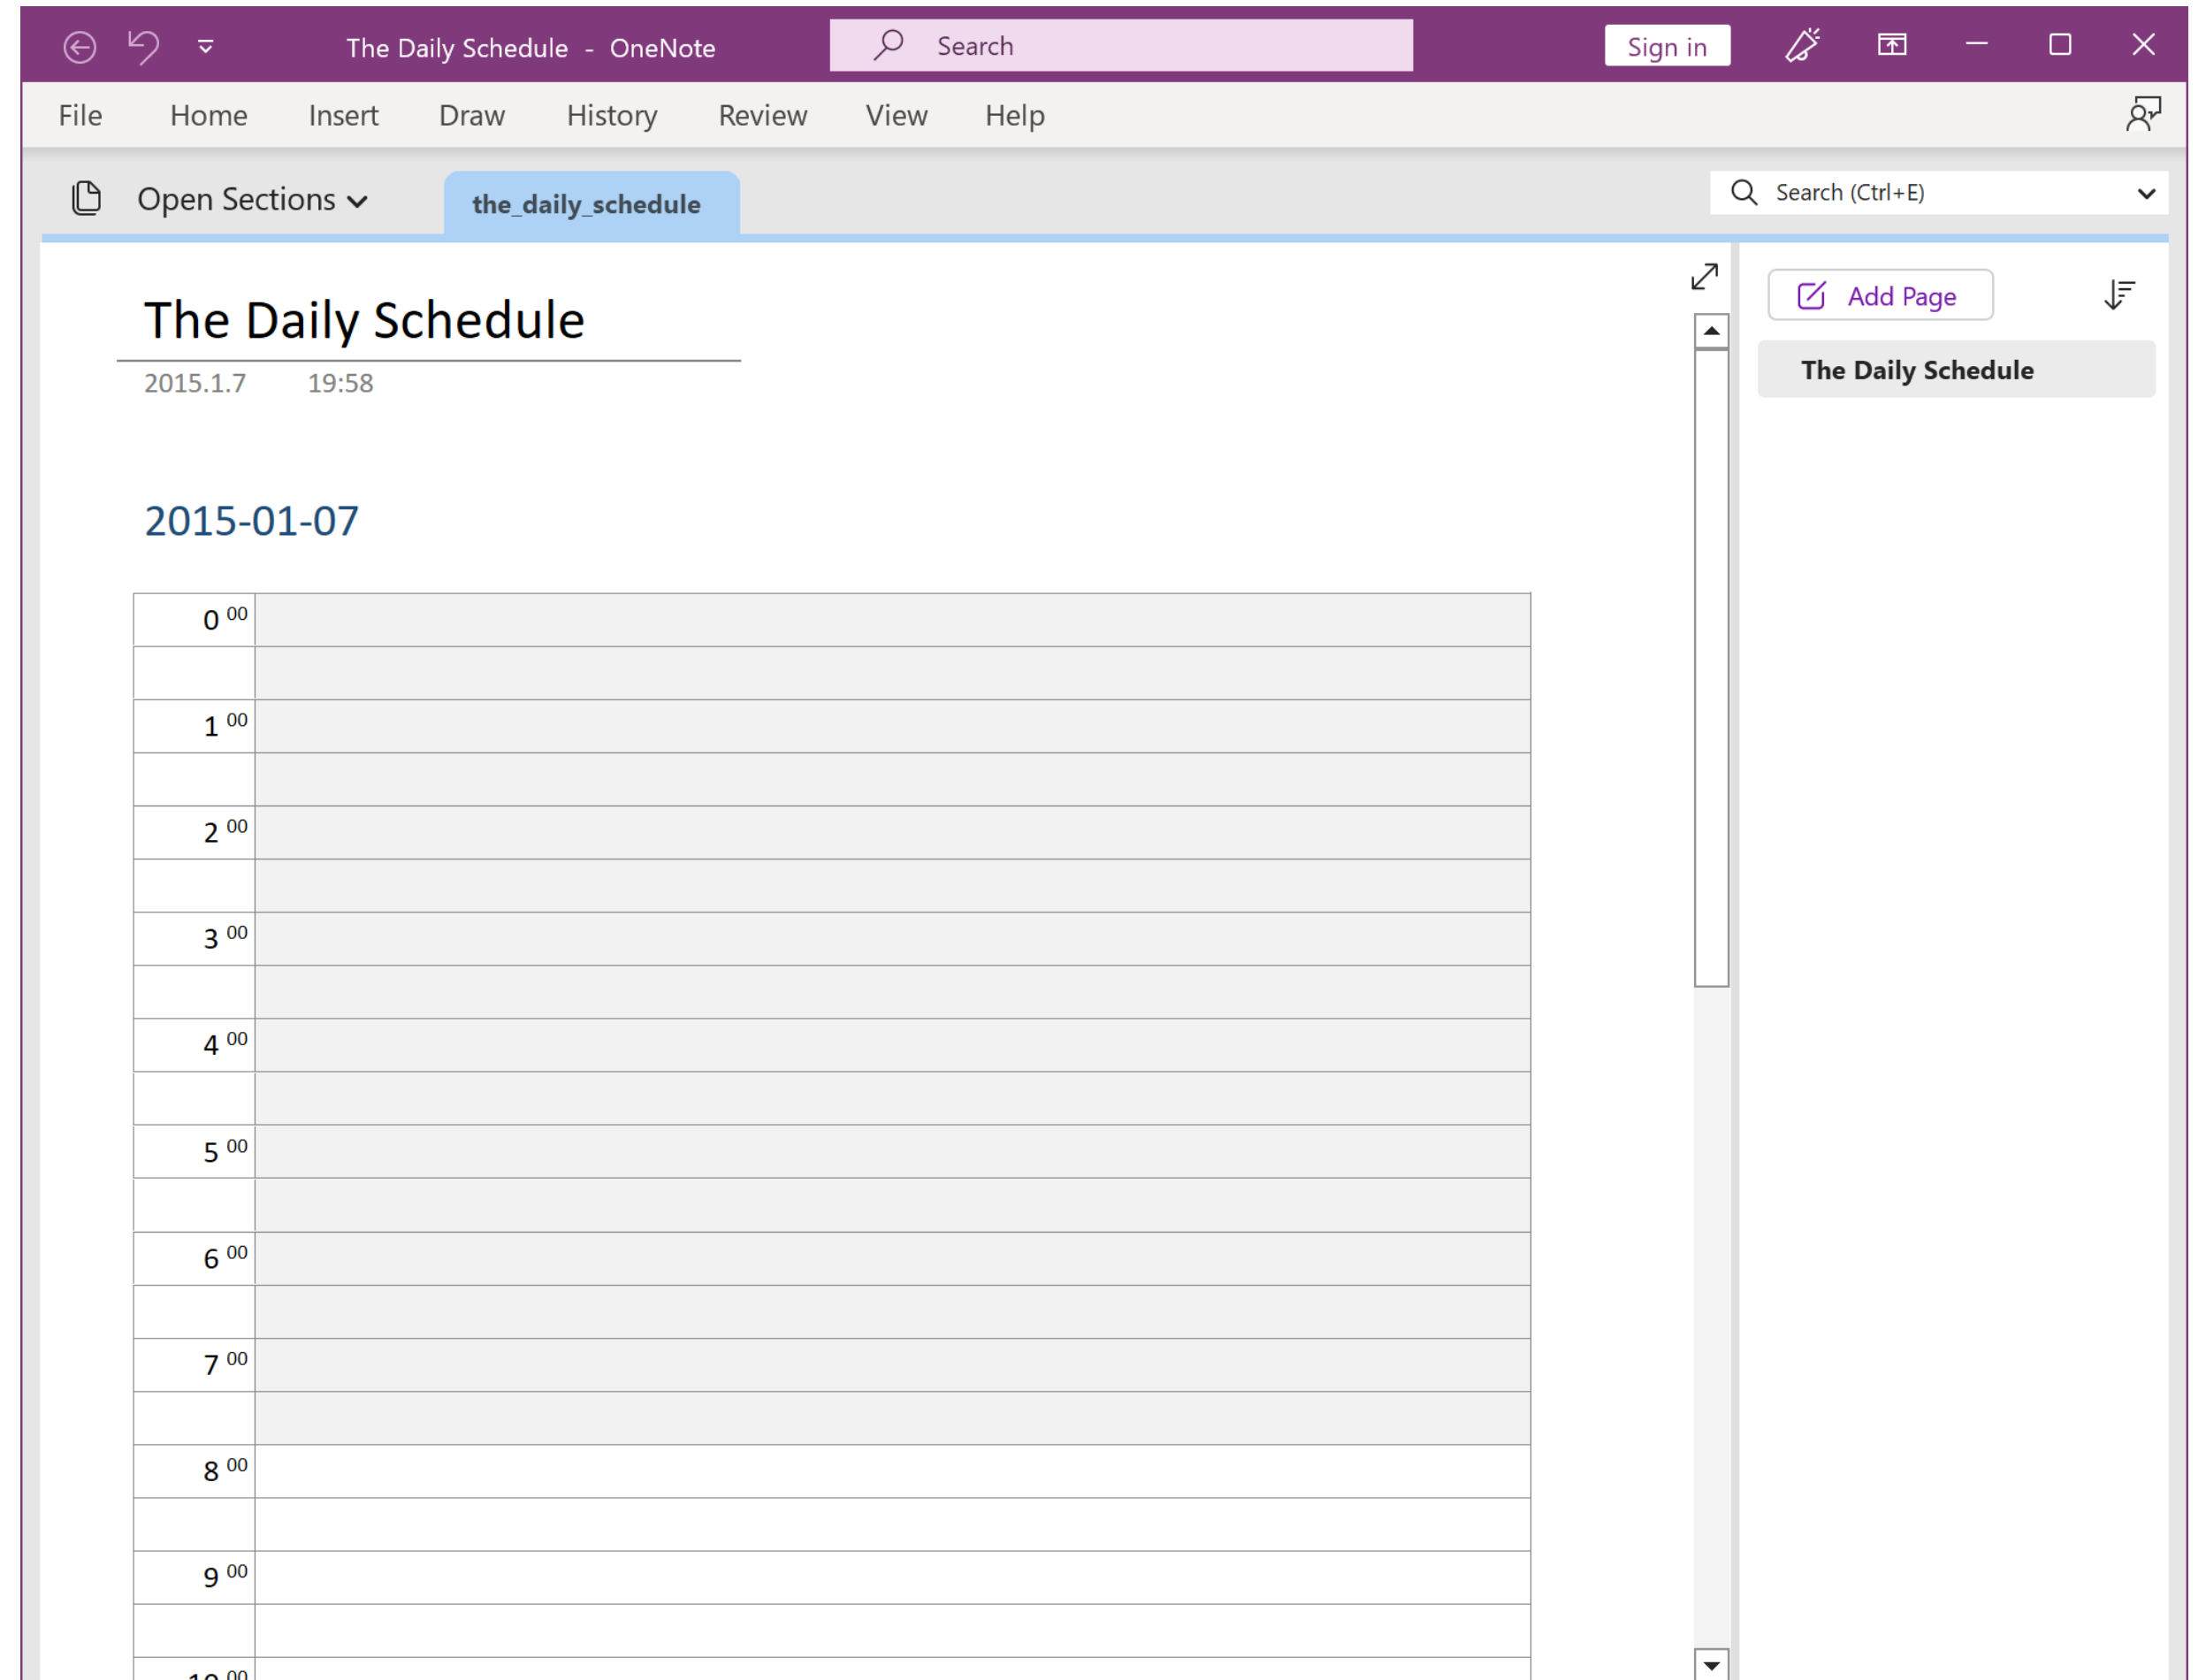 The Daily Schedule - OneNote
Search
Sign in
File Home Insert Draw History Review View Help
Open Sections
the_daily_schedule
Search (Ctrl+E)
The Daily Schedule
2015.1.7 19:58
Add Page
The Daily Schedule
2015-01-07
0 00
1 00
2 00
3 00
4 00
5 00
6 00
7 00
8 00
9 00
10 00